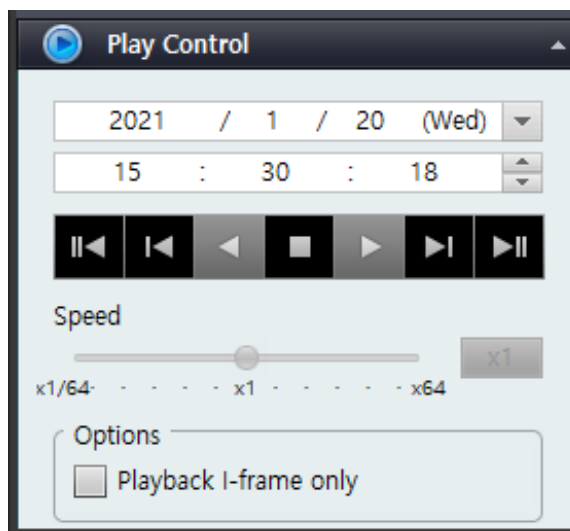 Play Control
2021 / 1 / 20 (Wed)
15 : 30 : 18
Speed
x1
x1/64 - - - - - x1 - - - - - x64
Options
Playback I-frame only